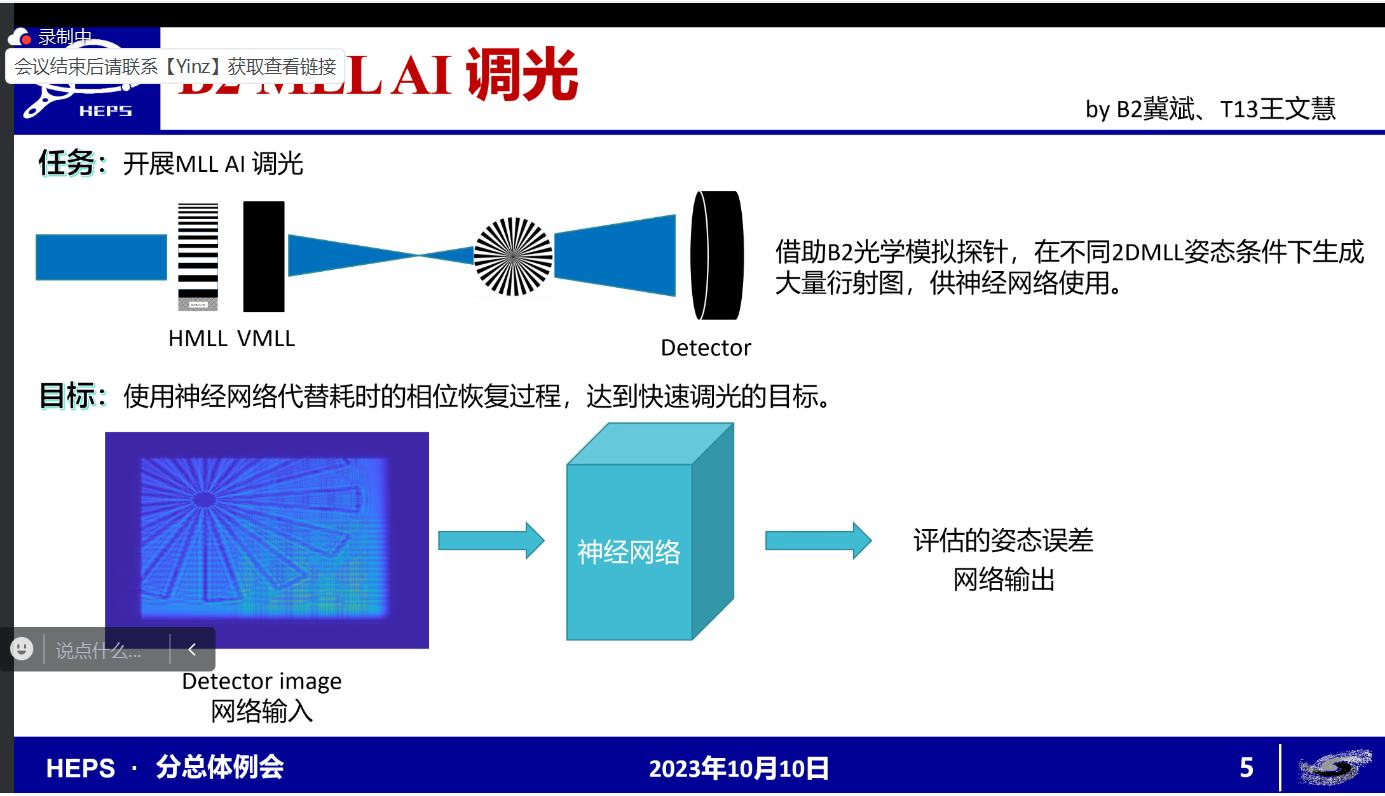 录制中
会议结束后请联系【Yinz】获取查看链接
B2 MLL AI 调光
HEPS
by B2冀斌、T13王文慧
任务：开展MLL AI 调光
借助B2光学模拟探针，在不同2DMLL姿态条件下生成
大量衍射图，供神经网络使用。
HMLL VMLL
Detector
目标：使用神经网络代替耗时的相位恢复过程，达到快速调光的目标。
神经网络
评估的姿态误差
网络输出
说点什么...
Detector image
网络输入
HEPS · 分总体例会
2023年10月10日
5